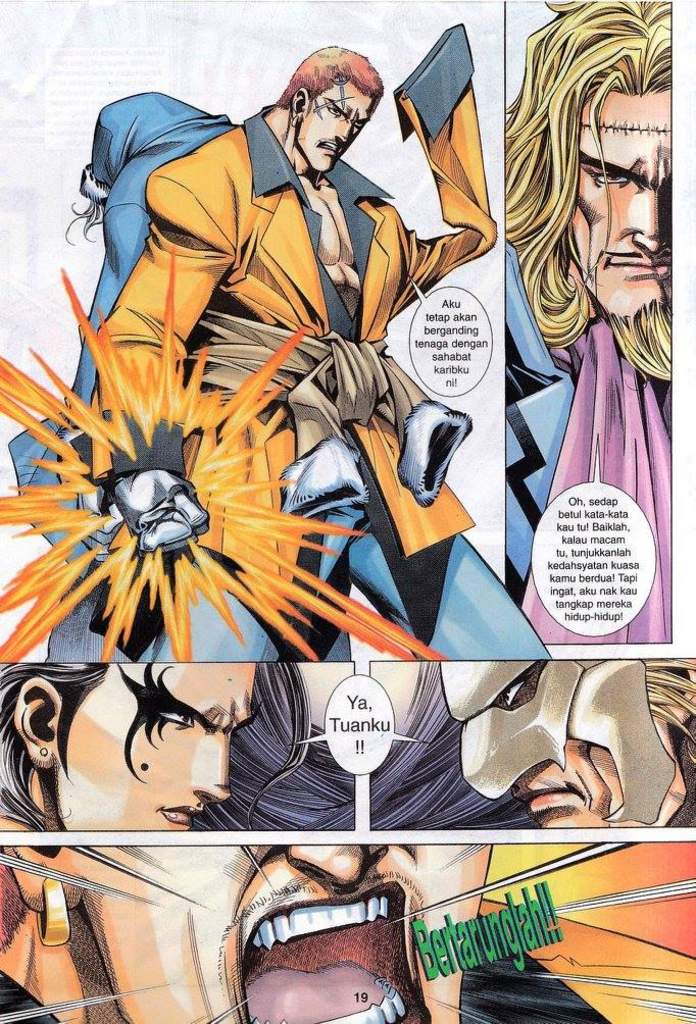 Aku
tetap akan
berganding
tenaga dengan
sahabat
karibku
ni!
Oh, sedap
betul kata-kata
kau tu! Baiklah,
kalau macam
tu, tunjukkanlah
kedahsyatan kuasa
kamu berdua! Tapi
ingat, aku nak kau
tangkap mereka
hidup-hidup!
Ya,
Tuanku
!!
Bertarunglah!!
19